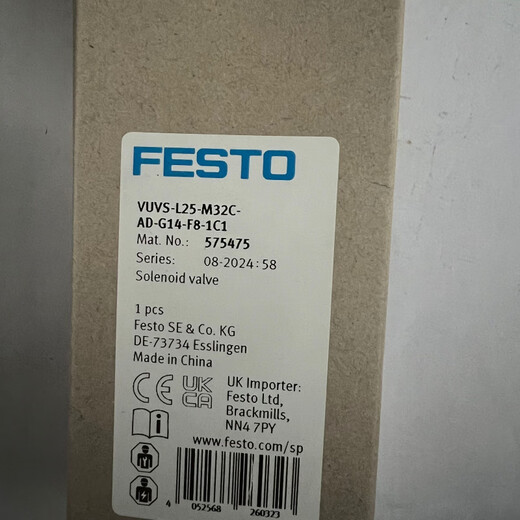 FESTO
VUVS-L25-M32C-
AD-G14-F8-1C1
Mat. No.: 575475
Series: 08-2024:58
Solenoid valve
1 pcs
Festo SE & Co. KG
DE-73734 Esslingen
Made in China
CE UK CA
UK Importer:
Festo Ltd,
Brackmills,
NN4 7PY
www.festo.com/sp
4 052568 260323